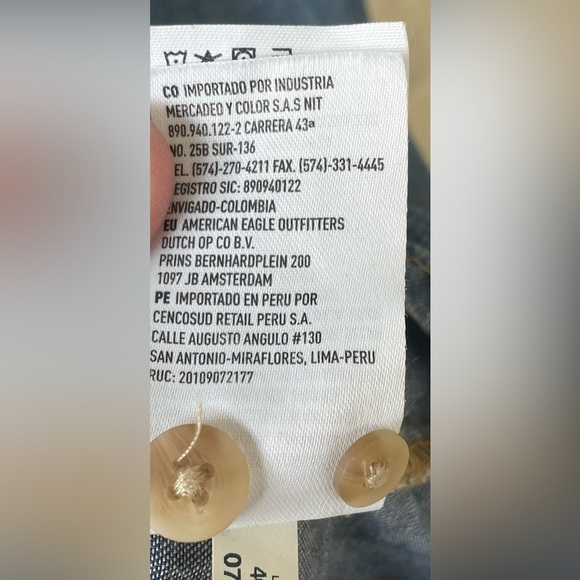 CO IMPORTADO POR INDUSTRIA
MERCADEO Y COLOR S.A.S NIT
890.940.122-2 CARRERA 43ª
NO. 25B SUR-136
EL. (574)-270-4211 FAX. (574)-331-4445
EGISTRO SIC: 890940122
ENVIGADO-COLOMBIA
EU AMERICAN EAGLE OUTFITTERS
DUTCH OP CO B.V.
PRINS BERNHARDPLEIN 200
1097 JB AMSTERDAM
PE IMPORTADO EN PERU POR
CENCOSUD RETAIL PERU S.A.
CALLE AUGUSTO ANGULO #130
SAN ANTONIO-MIRAFLORES, LIMA-PERU
RUC: 20109072177
07